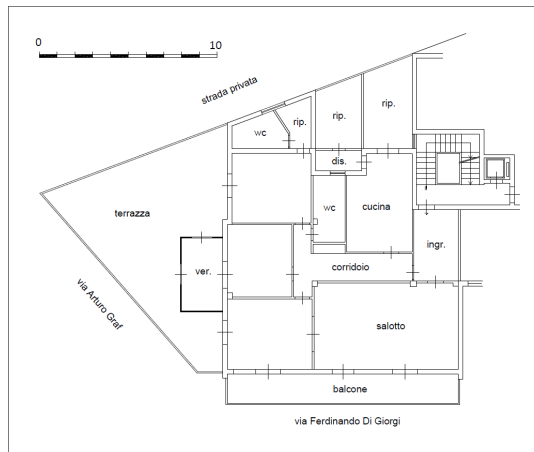 0 10
strada privata
rip.
rip.
rip.
wc
dis.
terrazza
wc
cucina
ingr.
ver.
corridoio
via Arturo Graf
salotto
balcone
via Ferdinando Di Giorgi